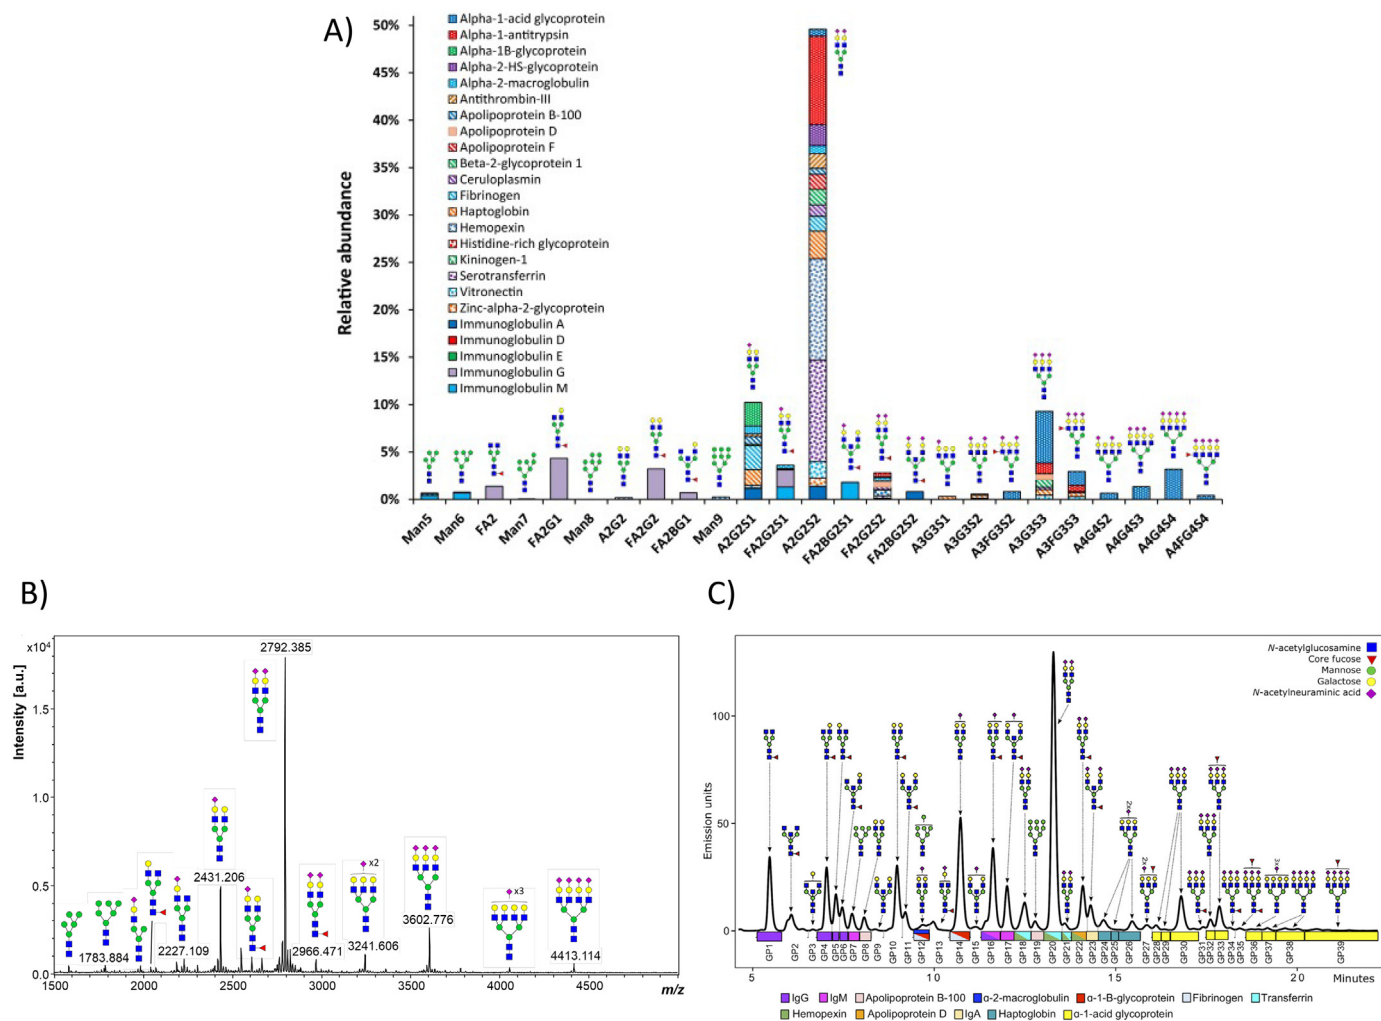 A)
Relative abundance
50%
45%
40%
35%
30%
25%
20%
15%
10%
5%
0%
Alpha-1-acid glycoprotein
Alpha-1-antitrypsin
Alpha-1B-glycoprotein
Alpha-2-HS-glycoprotein
Alpha-2-macroglobulin
Antithrombin-III
Apolipoprotein B-100
Apolipoprotein D
Apolipoprotein F
Beta-2-glycoprotein 1
Ceruloplasmin
Fibrinogen
Haptoglobin
Hemopexin
Histidine-rich glycoprotein
Kininogen-1
Serotransferrin
Vitronectin
Zinc-alpha-2-glycoprotein
Immunoglobulin A
Immunoglobulin D
Immunoglobulin E
Immunoglobulin G
Immunoglobulin M
Man5
Man6
FA2
Man7
FA2G1
Man8
A2G2
FA2G2
FA2BG1
Man9
A2G2S1
FA2G2S1
A2G2S2
FA2BG2S1
FA2G2S2
FA2BG2S2
A3G3S1
A3G3S2
A3FG3S2
A3G3S3
A3FG3S3
A4G4S2
A4G4S3
A4G4S4
A4FG4S4
B)
x10⁴
Intensity [a.u.]
1.5
1.0
0.5
0.0
2792.385
2431.206
1783.884
2227.109
2966.471
x2
3241.606
3602.776
x3
4413.114
1500
2000
2500
3000
3500
4000
4500
m/z
C)
N-acetylglucosamine
Core fucose
Mannose
Galactose
N-acetylneuraminic acid
Emission units
100
50
0
2x
2x
3x
GP1
GP2
GP3
GP4
GP5
GP6
GP7
GP8
GP9
GP10
GP11
GP12
GP13
GP14
GP15
GP16
GP17
GP18
GP19
GP20
GP21
GP22
GP23
GP24
GP25
GP26
GP27
GP28
GP29
GP30
GP31
GP32
GP33
GP34
GP35
GP36
GP37
GP38
GP39
5
10
15
20
Minutes
IgG
IgM
Apolipoprotein B-100
α-2-macroglobulin
α-1-B-glycoprotein
Fibrinogen
Transferrin
Hemopexin
Apolipoprotein D
IgA
Haptoglobin
α-1-acid glycoprotein